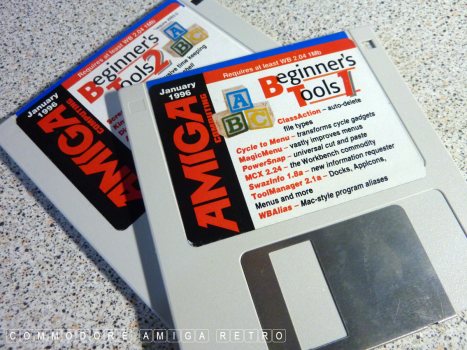 January
1996
AMIGA
COMPUTING
Requires at least WB 2.04
Beginner's
Tools 2
A
B
C
January
1996
AMIGA
COMPUTING
Requires at least WB 2.04 1Mb
Beginner's
Tools 1
A
B
C
ClassAction – auto-delete
file types
Cycle to Menu – transforms cycle gadgets
MagicMenu – vastly improves menus
PowerSnap – universal cut and paste
MCX 2.24 – the Workbench commodity
SwazInfo 1.8a – new information requester
ToolManager 2.1a – Docks, AppIcons,
Menus and more
WBAlias – Mac-style program aliases
COMMODORE AMIGA RETRO